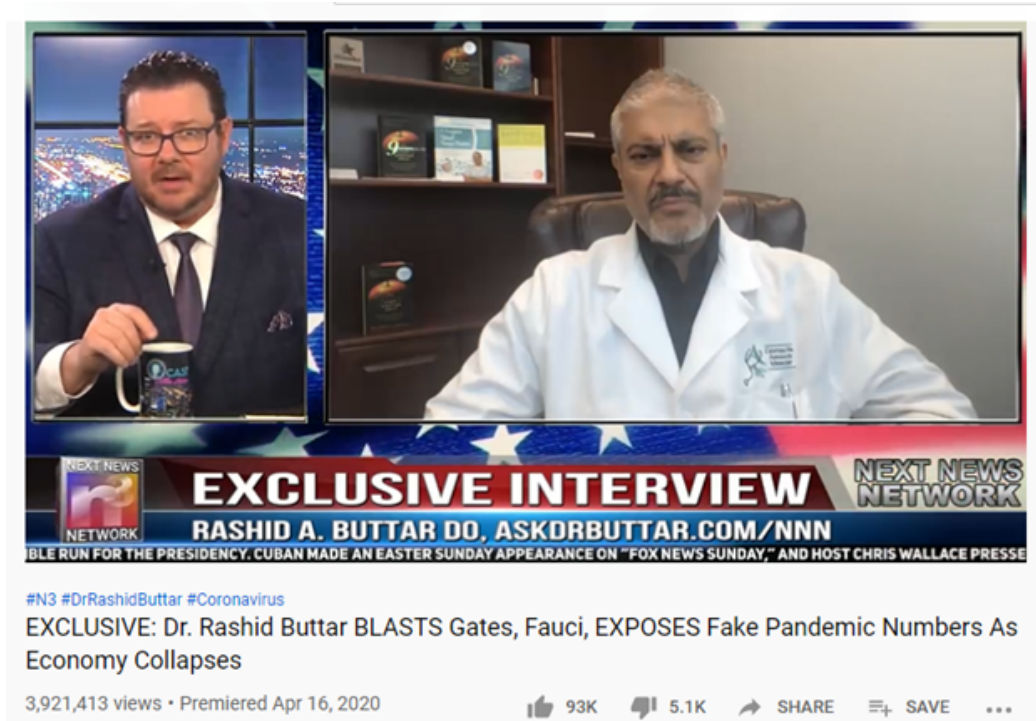 NEXT NEWS
NETWORK
EXCLUSIVE INTERVIEW
NEXT NEWS
NETWORK
RASHID A. BUTTAR DO, ASKDRBUTTAR.COM/NNN
IBLE RUN FOR THE PRESIDENCY. CUBAN MADE AN EASTER SUNDAY APPEARANCE ON "FOX NEWS SUNDAY," AND HOST CHRIS WALLACE PRESSE
#N3 #DrRashidButtar #Coronavirus
EXCLUSIVE: Dr. Rashid Buttar BLASTS Gates, Fauci, EXPOSES Fake Pandemic Numbers As
Economy Collapses
3,921,413 views • Premiered Apr 16, 2020
93K
5.1K
SHARE
SAVE